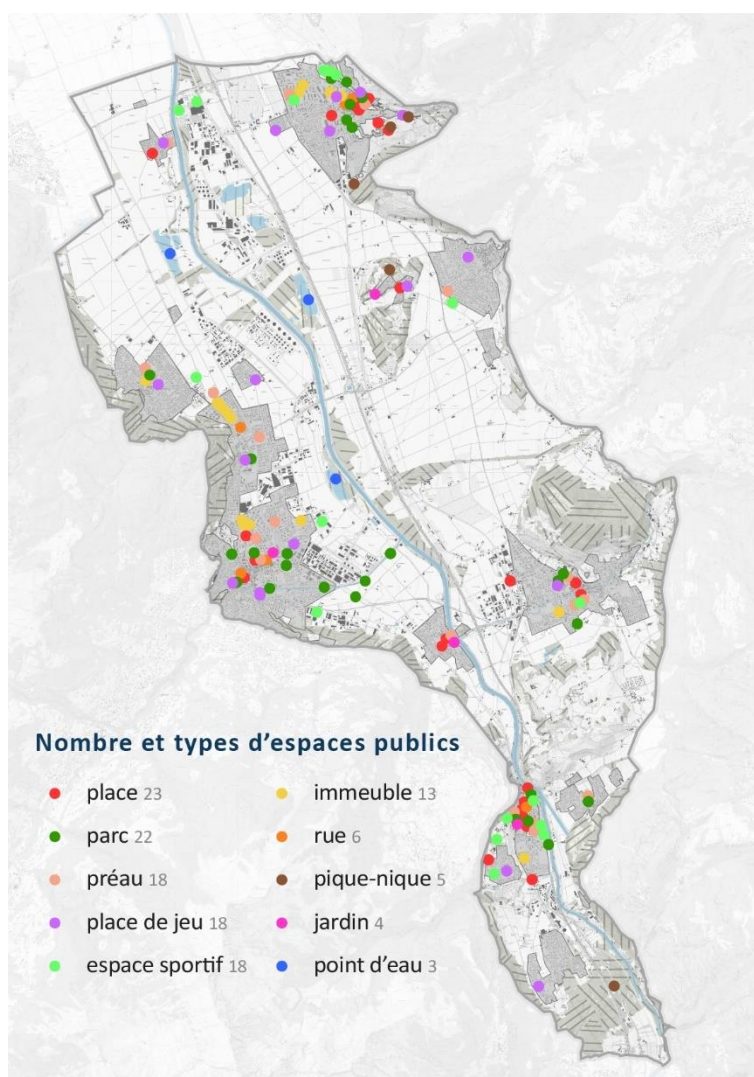 Nombre et types d’espaces publics
place 23
parc 22
préau 18
place de jeu 18
espace sportif 18
immeuble 13
rue 6
pique-nique 5
jardin 4
point d’eau 3